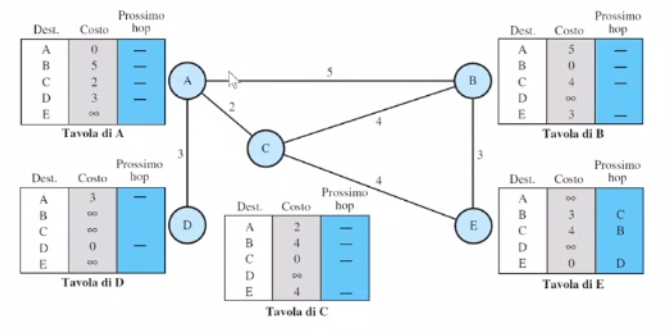 Prossimo
Dest. Costo hop
A 0 —
B 5 —
C 2 —
D 3 —
E ∞
Tavola di A
Prossimo
Dest. Costo hop
A 5 —
B 0 —
C 4 —
D ∞
E 3 —
Tavola di B
A
5
B
2
4
C
3
4
3
D
E
Prossimo
Dest. Costo hop
A 3 —
B ∞
C ∞
D 0 —
E ∞
Tavola di D
Prossimo
Dest. Costo hop
A 2 —
B 4 —
C 0 —
D ∞
E 4 —
Tavola di C
Prossimo
Dest. Costo hop
A ∞
B 3 C
C 4 B
D ∞
E 0 D
Tavola di E